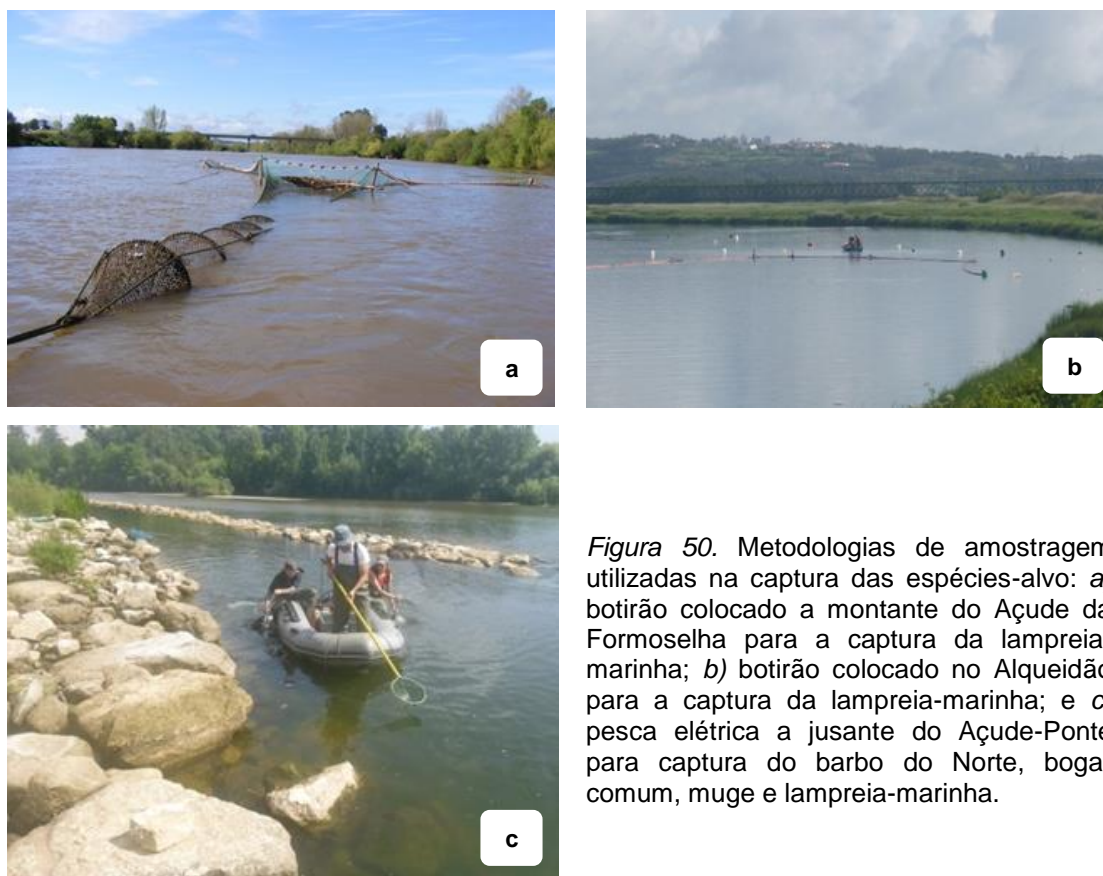 a
b
c
Figura 50. Metodologias de amostragem
utilizadas na captura das espécies-alvo: a
botirão colocado a montante do Açude da
Formoselha para a captura da lampreia
marinha; b) botirão colocado no Alqueidão
para a captura da lampreia-marinha; e c
pesca elétrica a jusante do Açude-Ponte
para captura do barbo do Norte, boga
comum, muge e lampreia-marinha.